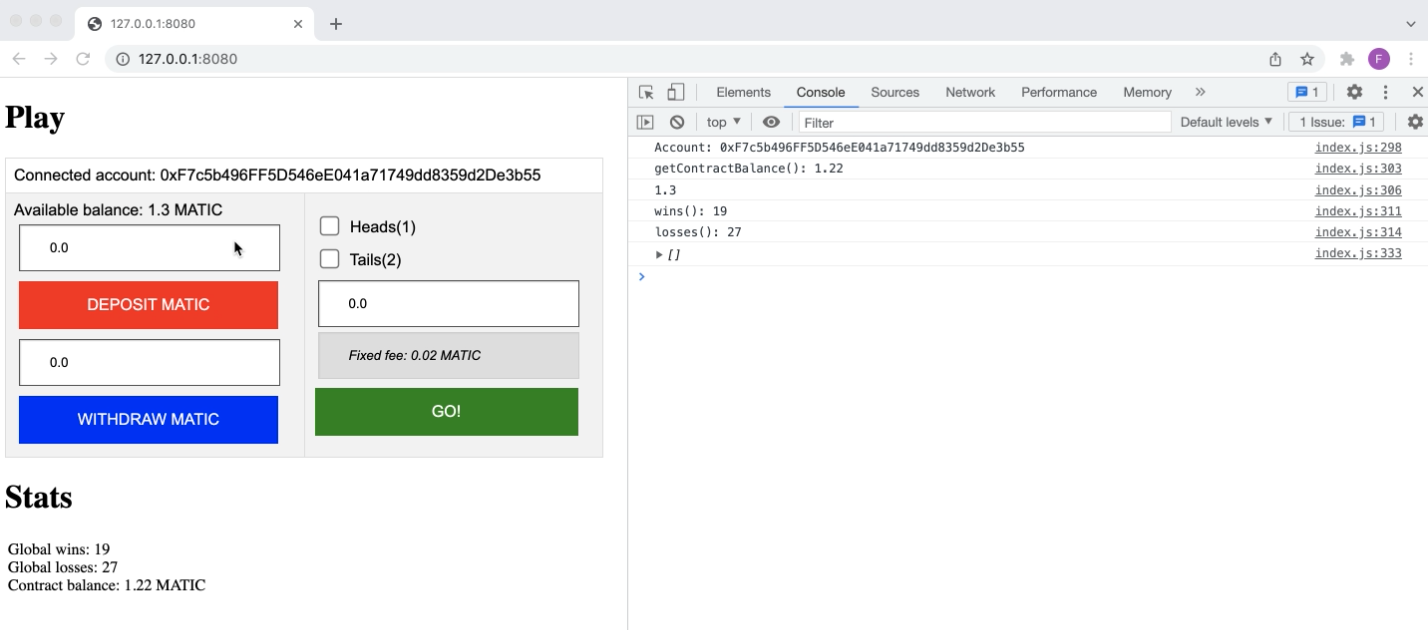 127.0.0.1:8080
127.0.0.1:8080
F
Play
Connected account: 0xF7c5b496FF5D546eE041a71749dd8359d2De3b55
Available balance: 1.3 MATIC
0.0
DEPOSIT MATIC
0.0
WITHDRAW MATIC
Heads(1)
Tails(2)
0.0
Fixed fee: 0.02 MATIC
GO!
Stats
Global wins: 19
Global losses: 27
Contract balance: 1.22 MATIC
Elements Console Sources Network Performance Memory » 1
top ▼ Filter Default levels ▼ 1 Issue: 1
Account: 0xF7c5b496FF5D546eE041a71749dd8359d2De3b55 index.js:298
getContractBalance(): 1.22 index.js:303
1.3 index.js:306
wins(): 19 index.js:311
losses(): 27 index.js:314
▶ [] index.js:333